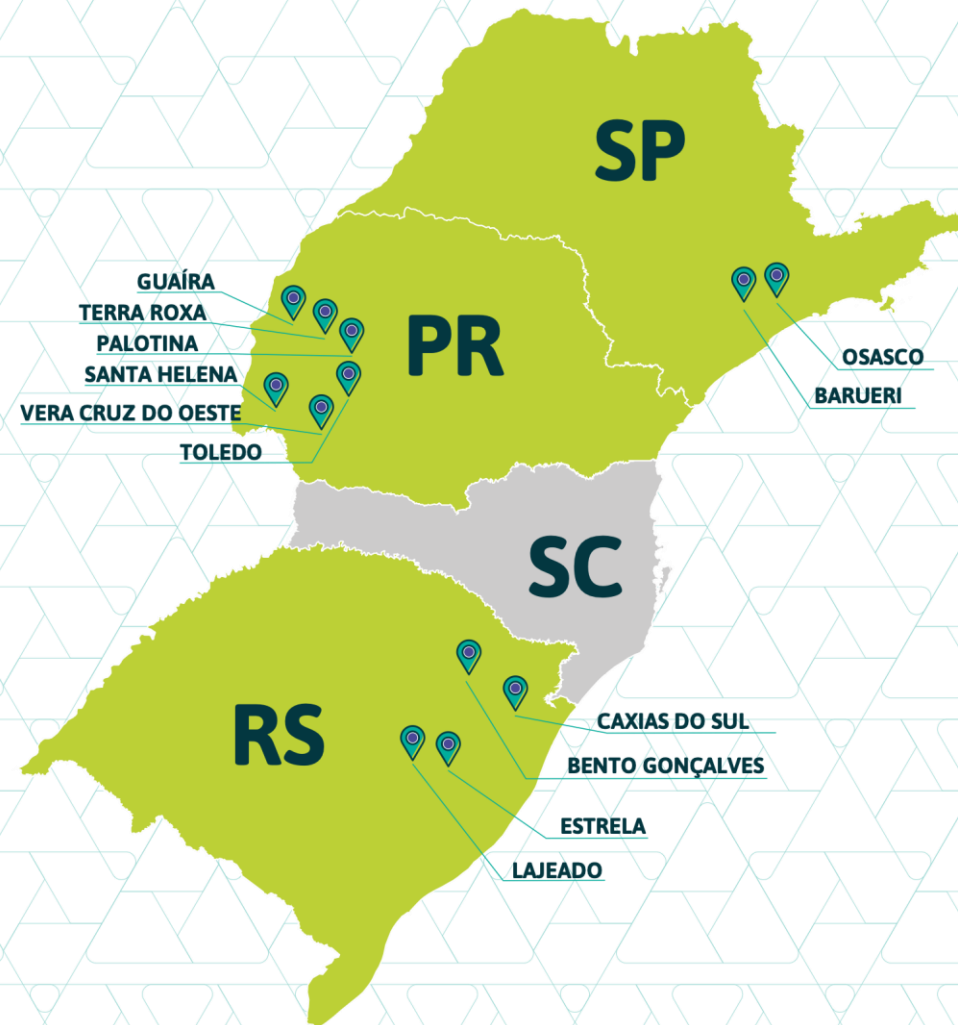 SP
GUAÍRA
TERRA ROXA
PALOTINA
SANTA HELENA
VERA CRUZ DO OESTE
TOLEDO
PR
OSASCO
BARUERI
SC
RS
CAXIAS DO SUL
BENTO GONÇALVES
ESTRELA
LAJEADO